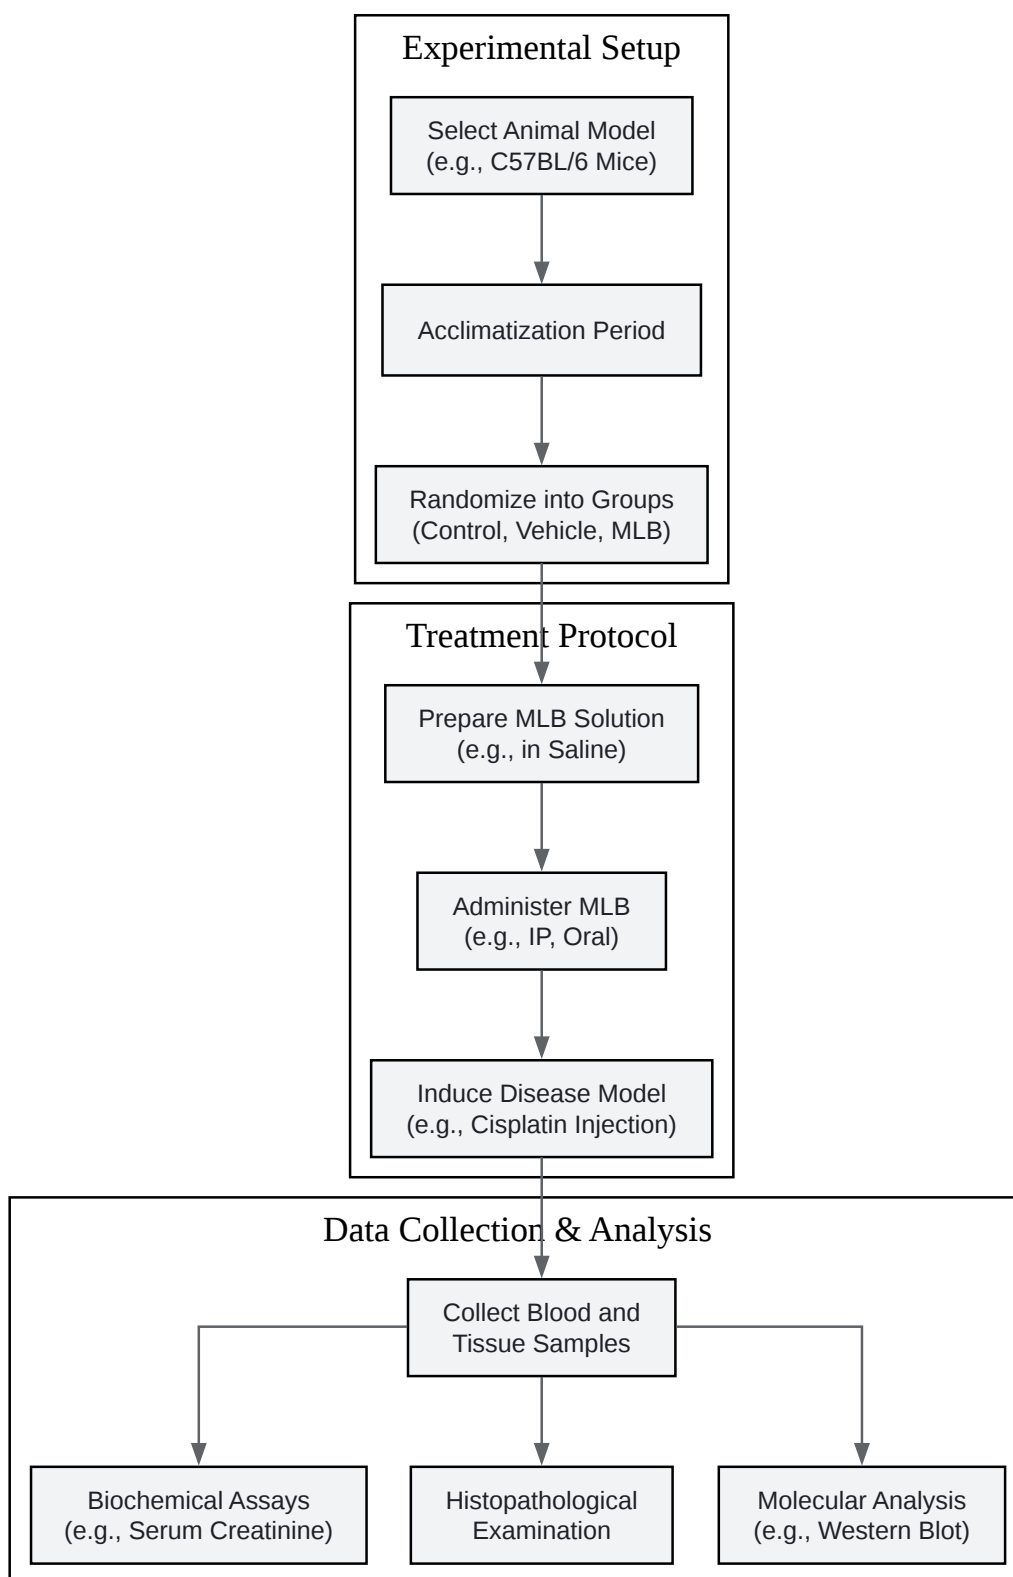 Experimental Setup
Select Animal Model
(e.g., C57BL/6 Mice)
Acclimatization Period
Randomize into Groups
(Control, Vehicle, MLB)
Treatment Protocol
Prepare MLB Solution
(e.g., in Saline)
Administer MLB
(e.g., IP, Oral)
Induce Disease Model
(e.g., Cisplatin Injection)
Data Collection & Analysis
Collect Blood and
Tissue Samples
Biochemical Assays
(e.g., Serum Creatinine)
Histopathological
Examination
Molecular Analysis
(e.g., Western Blot)